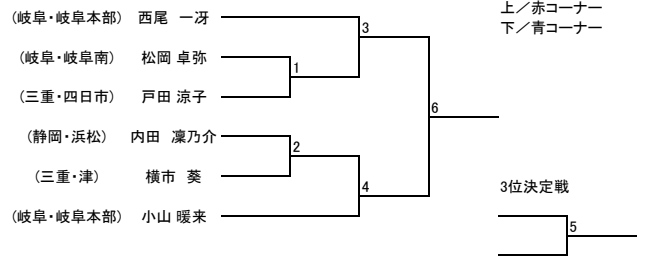 上／赤コーナー
下／青コーナー
(岐阜・岐阜本部) 西尾 一冴
3
(岐阜・岐阜南) 松岡 卓弥
1
(三重・四日市) 戸田 涼子
6
(静岡・浜松) 内田 凜乃介
2
(三重・津) 横市 葵
4
3位決定戦
(岐阜・岐阜本部) 小山 暖来
5